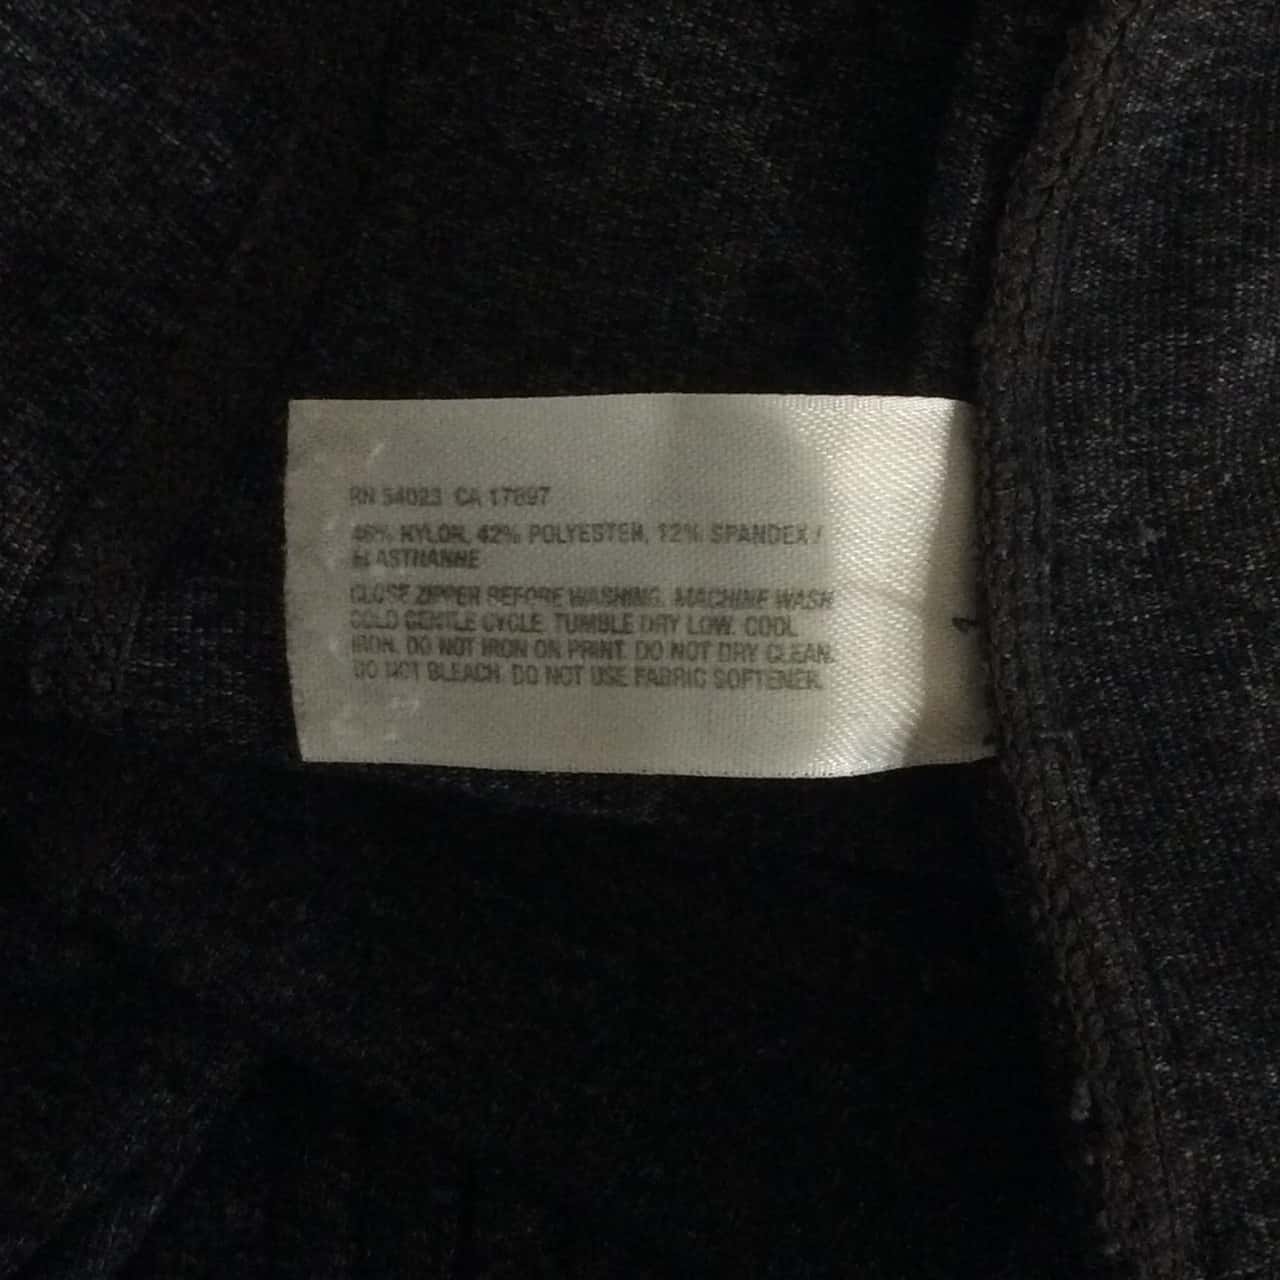 RN 54023 CA 17897
46% NYLON, 42% POLYESTER, 12% SPANDEX /
ELASTHANNE
CLOSE ZIPPER BEFORE WASHING. MACHINE WASH
COLD GENTLE CYCLE. TUMBLE DRY LOW. COOL
IRON. DO NOT IRON ON PRINT. DO NOT DRY CLEAN.
DO NOT BLEACH. DO NOT USE FABRIC SOFTENER.